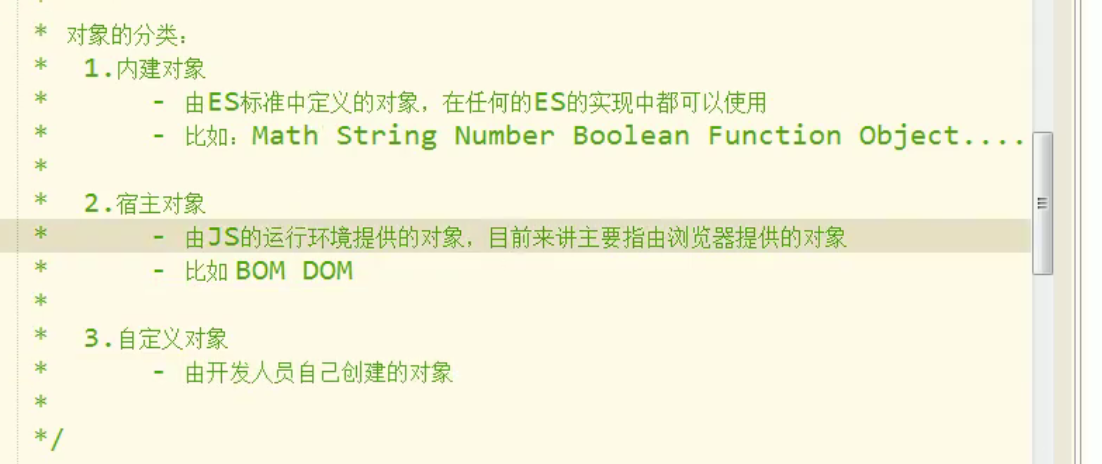 * 对象的分类：
* 1.内建对象
* - 由ES标准中定义的对象，在任何的ES的实现中都可以使用
* - 比如：Math String Number Boolean Function Object....
*
* 2.宿主对象
* - 由JS的运行环境提供的对象，目前来讲主要指由浏览器提供的对象
* - 比如 BOM DOM
*
* 3.自定义对象
* - 由开发人员自己创建的对象
*
*/